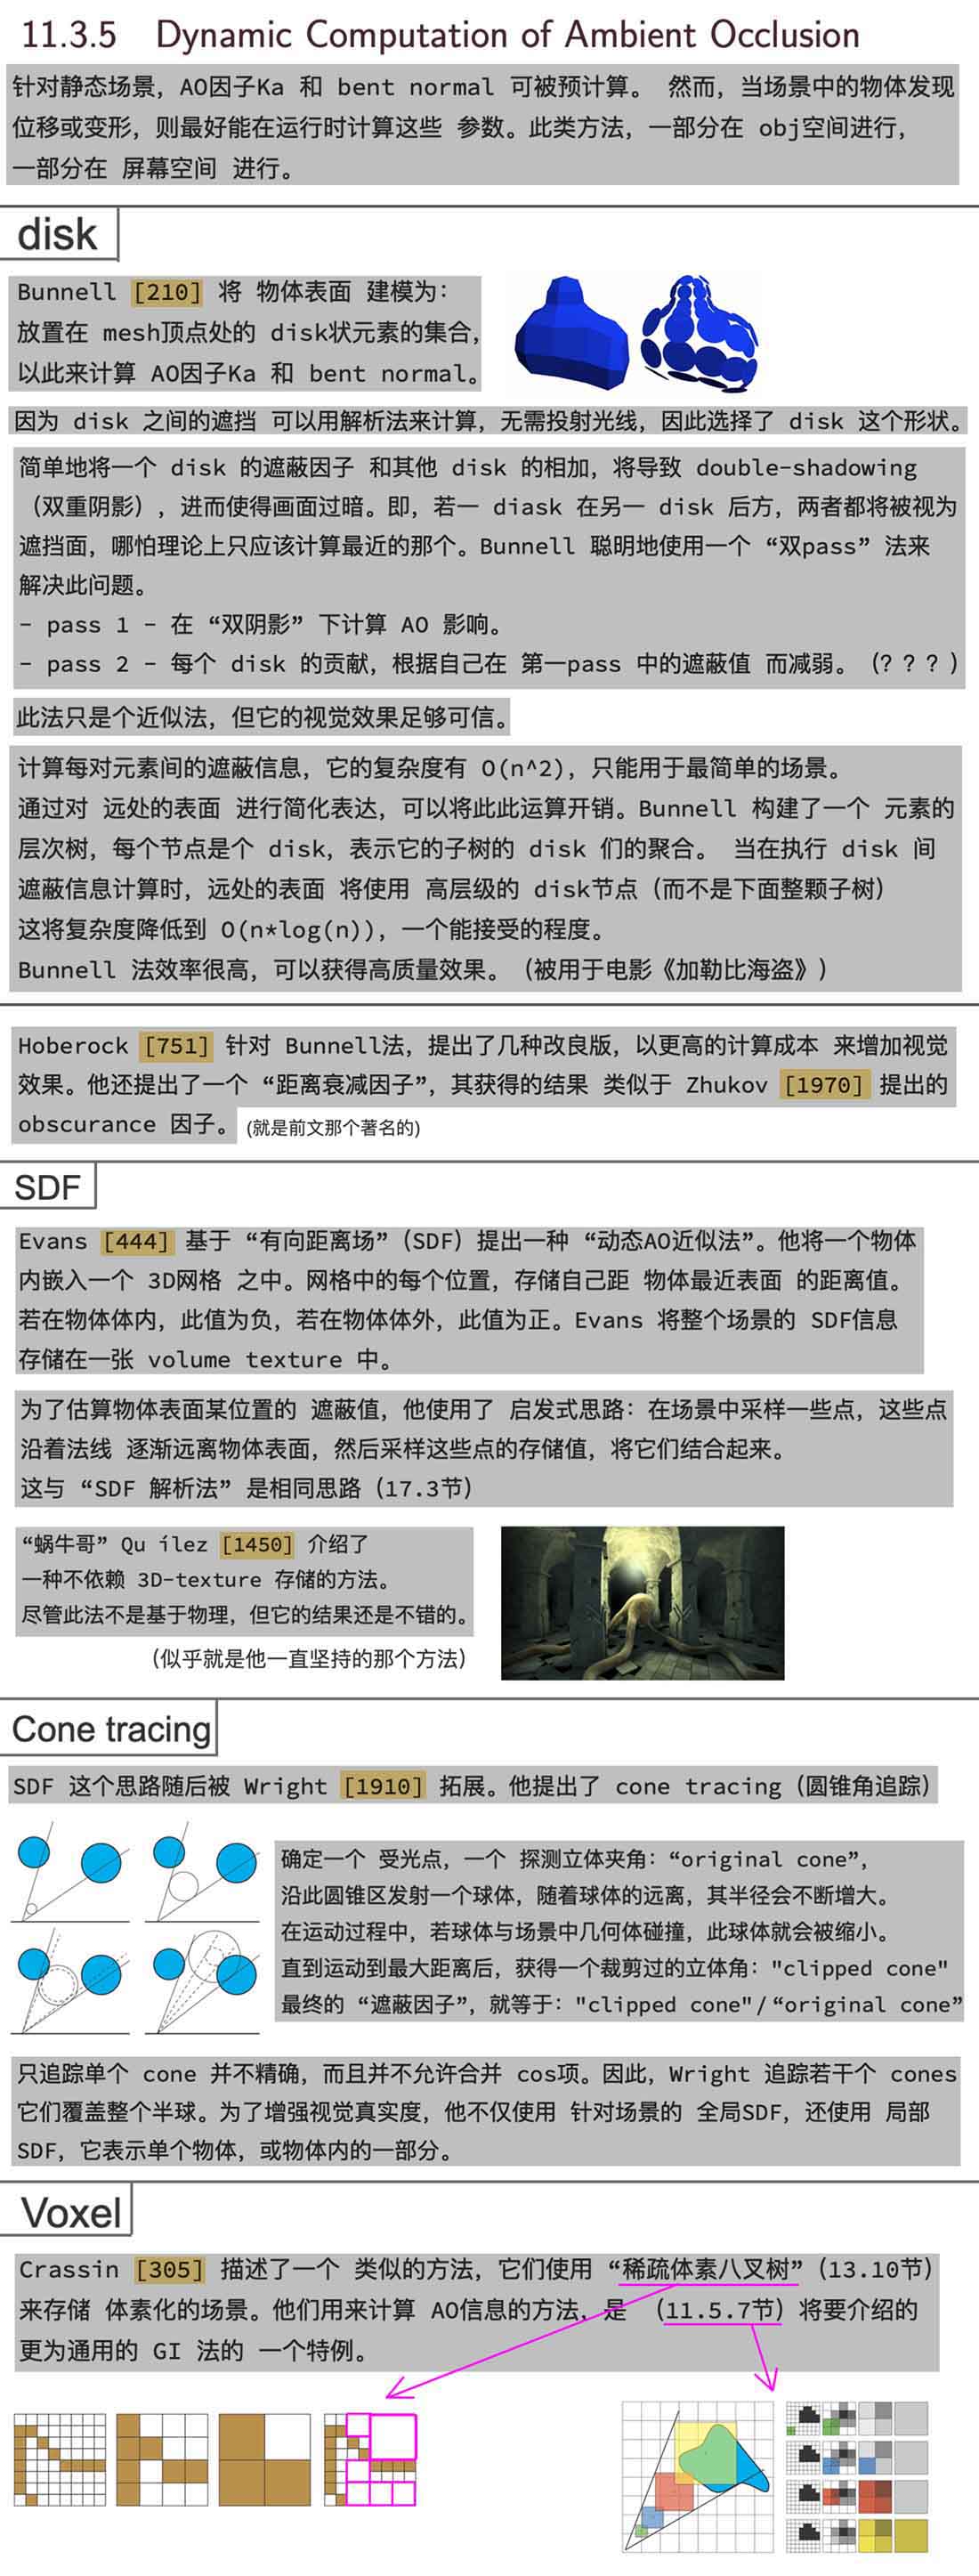 11.3.5 Dynamic Computation of Ambient Occlusion
针对静态场景，AO因子Ka 和 bent normal 可被预计算。 然而，当场景中的物体发现
位移或变形，则最好能在运行时计算这些 参数。此类方法，一部分在 obj空间进行，
一部分在 屏幕空间 进行。
disk
Bunnell [210] 将 物体表面 建模为：
放置在 mesh顶点处的 disk状元素的集合，
以此来计算 AO因子Ka 和 bent normal。
因为 disk 之间的遮挡 可以用解析法来计算，无需投射光线，因此选择了 disk 这个形状。
简单地将一个 disk 的遮蔽因子 和其他 disk 的相加，将导致 double-shadowing
（双重阴影），进而使得画面过暗。即，若一 diask 在另一 disk 后方，两者都将被视为
遮挡面，哪怕理论上只应该计算最近的那个。Bunnell 聪明地使用一个 “双pass” 法来
解决此问题。
- pass 1 - 在 “双阴影” 下计算 AO 影响。
- pass 2 - 每个 disk 的贡献，根据自己在 第一pass 中的遮蔽值 而减弱。（? ? ? ）
此法只是个近似法，但它的视觉效果足够可信。
计算每对元素间的遮蔽信息，它的复杂度有 O(n^2)，只能用于最简单的场景。
通过对 远处的表面 进行简化表达，可以将此此运算开销。Bunnell 构建了一个 元素的
层次树，每个节点是个 disk，表示它的子树的 disk 们的聚合。 当在执行 disk 间
遮蔽信息计算时，远处的表面 将使用 高层级的 disk节点（而不是下面整颗子树）
这将复杂度降低到 O(n*log(n))，一个能接受的程度。
Bunnell 法效率很高，可以获得高质量效果。（被用于电影《加勒比海盗》）
Hoberock [751] 针对 Bunnell法，提出了几种改良版，以更高的计算成本 来增加视觉
效果。他还提出了一个 “距离衰减因子”，其获得的结果 类似于 Zhukov [1970] 提出的
obscurance 因子。 (就是前文那个著名的)
SDF
Evans [444] 基于 “有向距离场”（SDF）提出一种 “动态AO近似法”。他将一个物体
内嵌入一个 3D网格 之中。网格中的每个位置，存储自己距 物体最近表面 的距离值。
若在物体体内，此值为负，若在物体体外，此值为正。Evans 将整个场景的 SDF信息
存储在一张 volume texture 中。
为了估算物体表面某位置的 遮蔽值，他使用了 启发式思路：在场景中采样一些点，这些点
沿着法线 逐渐远离物体表面，然后采样这些点的存储值，将它们结合起来。
这与 “SDF 解析法” 是相同思路（17.3节）
“蜗牛哥” Qu ílez [1450] 介绍了
一种不依赖 3D-texture 存储的方法。
尽管此法不是基于物理，但它的结果还是不错的。
（似乎就是他一直坚持的那个方法）
Cone tracing
SDF 这个思路随后被 Wright [1910] 拓展。他提出了 cone tracing（圆锥角追踪）
确定一个 受光点，一个 探测立体夹角：“original cone”，
沿此圆锥区发射一个球体，随着球体的远离，其半径会不断增大。
在运动过程中，若球体与场景中几何体碰撞，此球体就会被缩小。
直到运动到最大距离后，获得一个裁剪过的立体角："clipped cone"
最终的 “遮蔽因子”，就等于："clipped cone"/“original cone”
只追踪单个 cone 并不精确，而且并不允许合并 cos项。因此，Wright 追踪若干个 cones
它们覆盖整个半球。为了增强视觉真实度，他不仅使用 针对场景的 全局SDF，还使用 局部
SDF，它表示单个物体，或物体内的一部分。
Voxel
Crassin [305] 描述了一个 类似的方法，它们使用 “稀疏体素八叉树”（13.10节）
来存储 体素化的场景。他们用来计算 AO信息的方法，是 （11.5.7节）将要介绍的
更为通用的 GI 法的 一个特例。